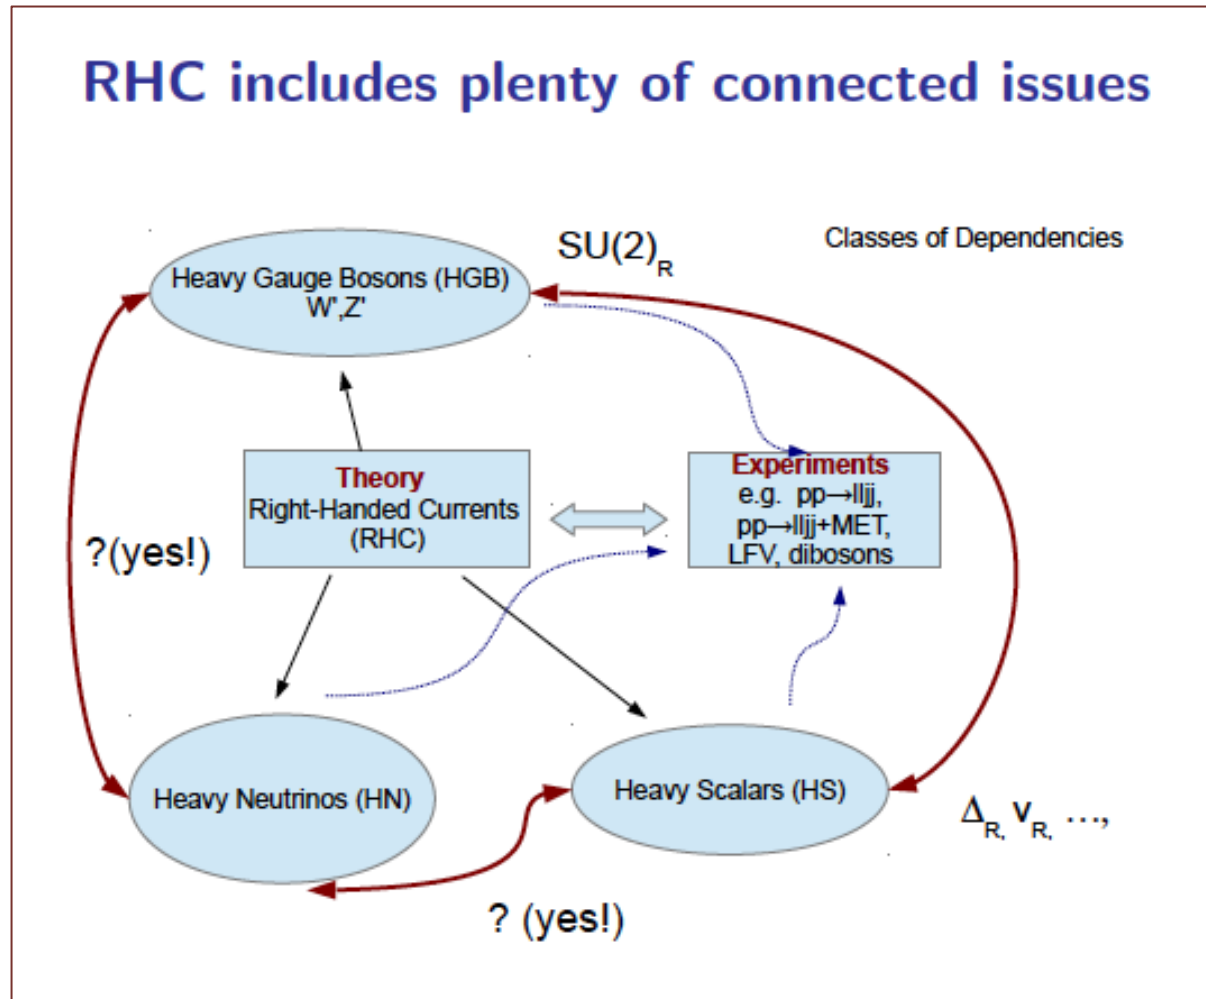 RHC includes plenty of connected issues
SU(2)R
Classes of Dependencies
Heavy Gauge Bosons (HGB)
W',Z'
Theory
Right-Handed Currents
(RHC)
Experiments
e.g. pp→lljj,
pp→lljj+MET,
LFV, dibosons
?(yes!)
Heavy Neutrinos (HN)
Heavy Scalars (HS)
ΔR, vR, ...,
? (yes!)